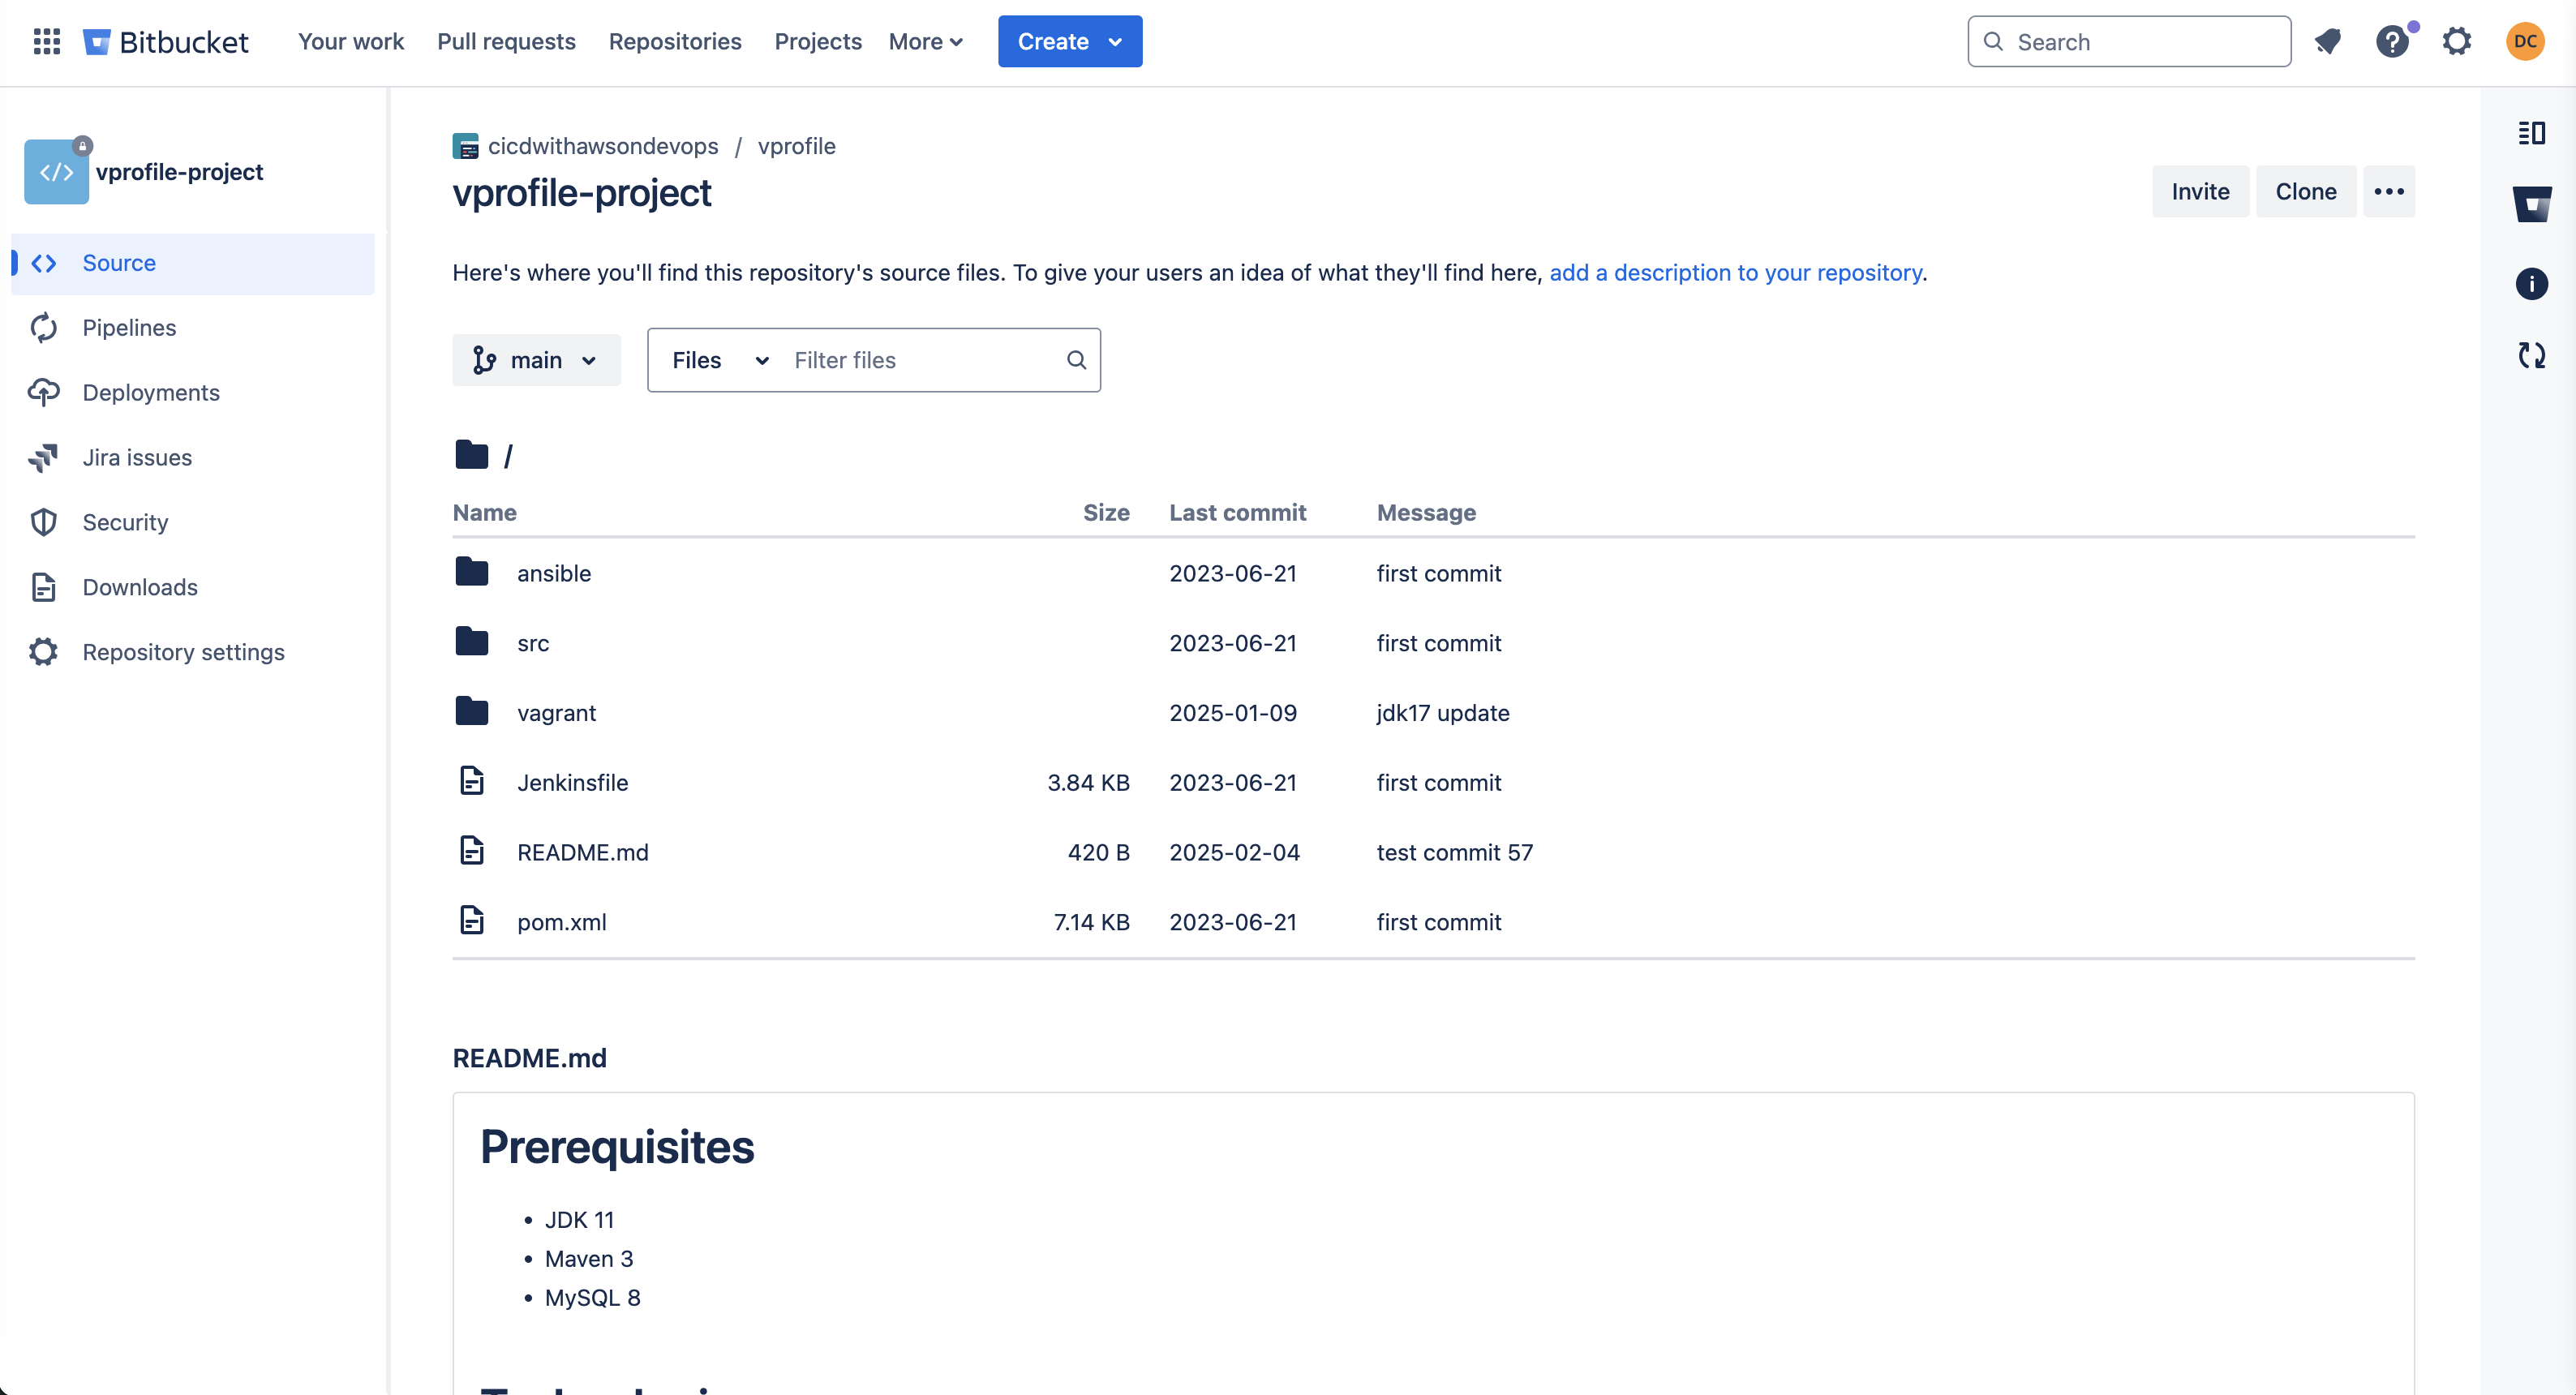 Bitbucket Your work Pull requests Repositories Projects More Create Search DC
vprofile-project
Source
Pipelines
Deployments
Jira issues
Security
Downloads
Repository settings
cicdwithawsondevops / vprofile
vprofile-project
Invite Clone
Here's where you'll find this repository's source files. To give your users an idea of what they'll find here, add a description to your repository.
main Files Filter files
/
Name Size Last commit Message
ansible 2023-06-21 first commit
src 2023-06-21 first commit
vagrant 2025-01-09 jdk17 update
Jenkinsfile 3.84 KB 2023-06-21 first commit
README.md 420 B 2025-02-04 test commit 57
pom.xml 7.14 KB 2023-06-21 first commit
README.md
Prerequisites
• JDK 11
• Maven 3
• MySQL 8